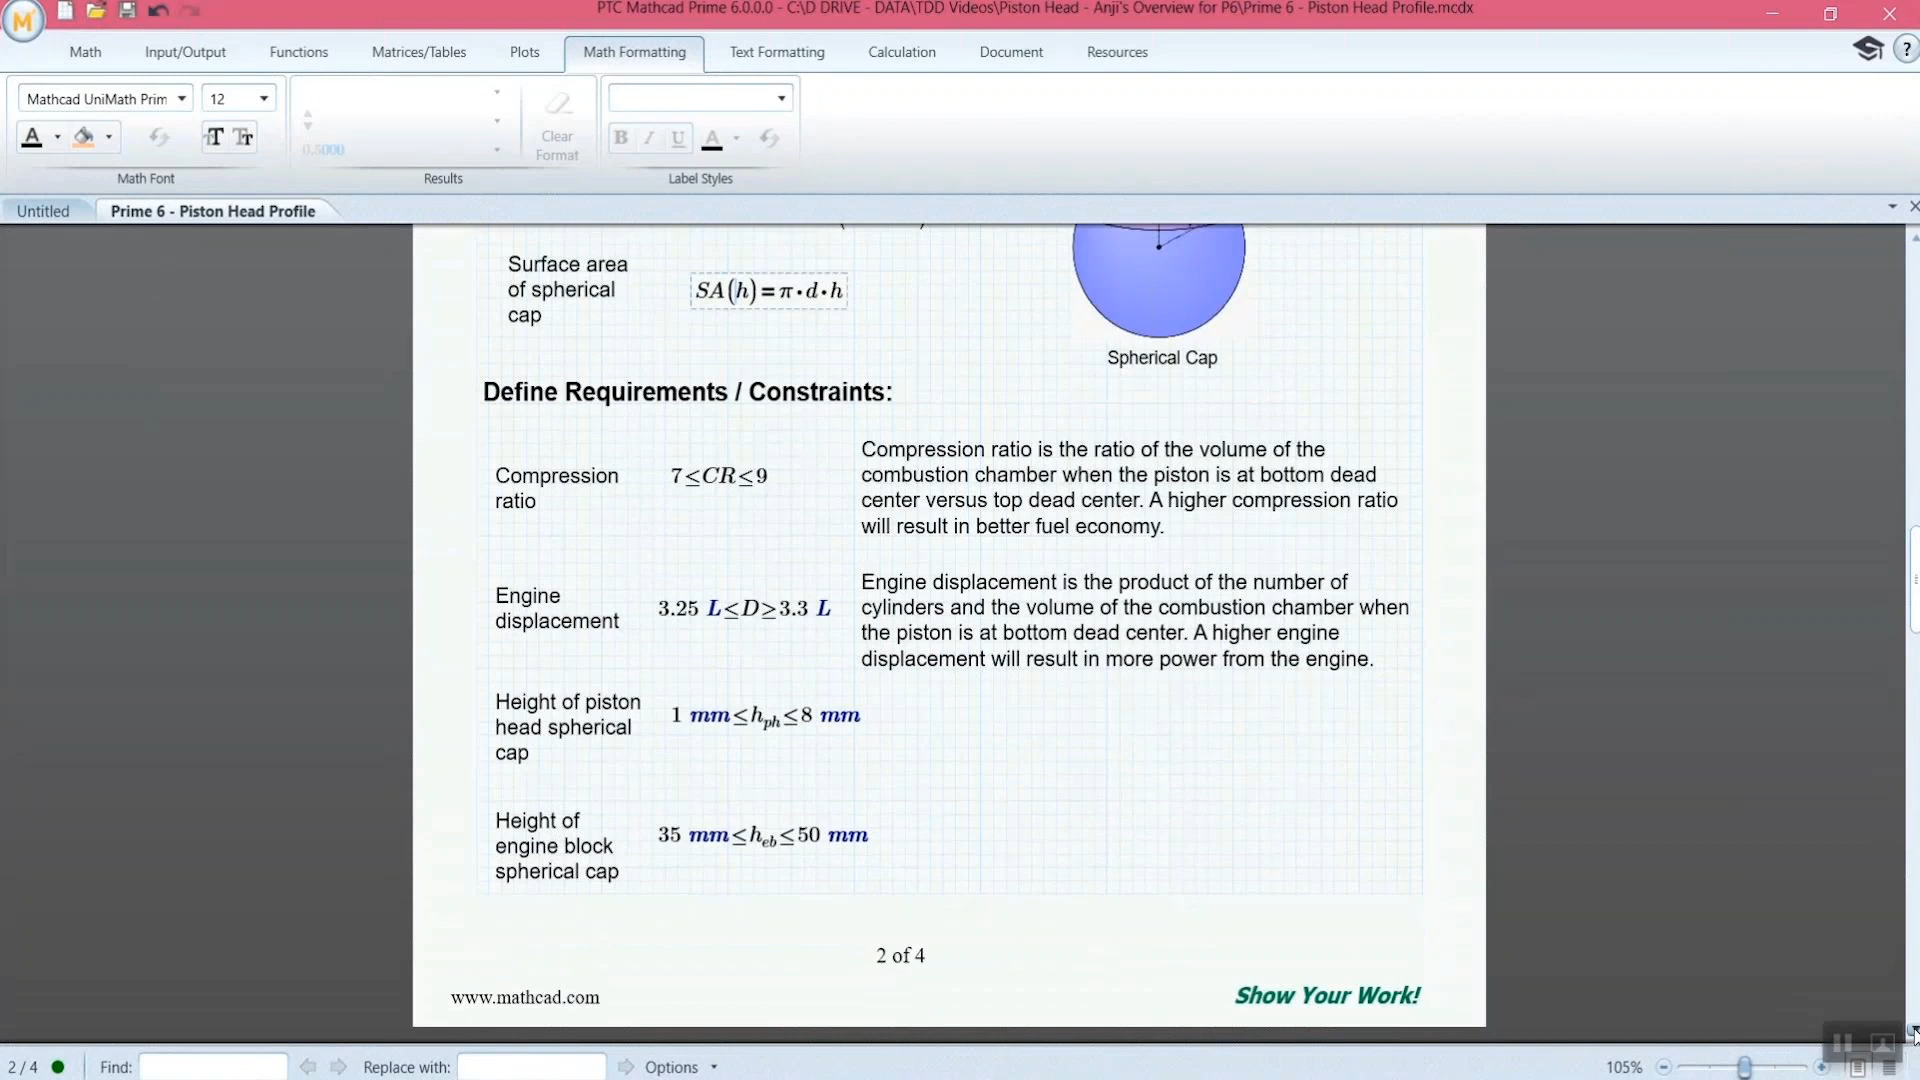 PTC Mathcad Prime 6.0.0.0 - C:\D DRIVE - DATA\TDD Videos\Piston Head - Anji's Overview for P6\Prime 6 - Piston Head Profile.mcdx
Math Input/Output Functions Matrices/Tables Plots Math Formatting Text Formatting Calculation Document Resources
Mathcad UniMath Prim 12
0.5000
Clear
Format
B I U A
Math Font Results Label Styles
Untitled Prime 6 - Piston Head Profile
Surface area
of spherical
cap
SA(h)=π·d·h
Spherical Cap
Define Requirements / Constraints:
Compression
ratio
7≤CR≤9
Compression ratio is the ratio of the volume of the
combustion chamber when the piston is at bottom dead
center versus top dead center. A higher compression ratio
will result in better fuel economy.
Engine
displacement
3.25 L≤D≥3.3 L
Engine displacement is the product of the number of
cylinders and the volume of the combustion chamber when
the piston is at bottom dead center. A higher engine
displacement will result in more power from the engine.
Height of piston
head spherical
cap
1 mm≤hph≤8 mm
Height of
engine block
spherical cap
35 mm≤heb≤50 mm
2 of 4
www.mathcad.com
Show Your Work!
2 / 4 Find: Replace with: Options 105%